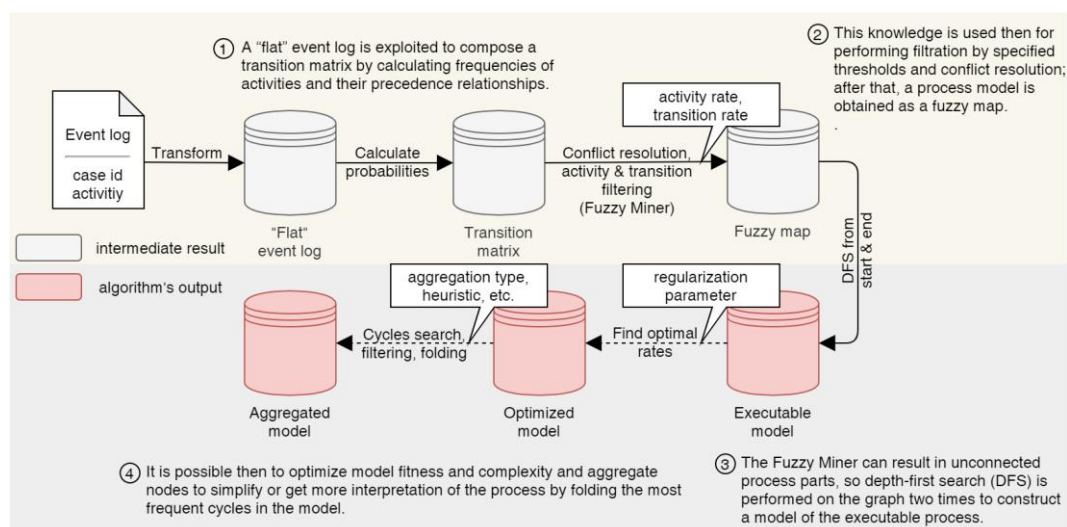 ① A "flat" event log is exploited to compose a
transition matrix by calculating frequencies of
activities and their precedence relationships.
② This knowledge is used then for
performing filtration by specified
thresholds and conflict resolution;
after that, a process model is
obtained as a fuzzy map.
.
Event log
case id
activitiy
Transform
"Flat"
event log
Calculate
probabilities
Transition
matrix
activity rate,
transition rate
Conflict resolution,
activity & transition
filtering
(Fuzzy Miner)
Fuzzy map
DFS from
start & end
intermediate result
algorithm's output
aggregation type,
heuristic, etc.
regularization
parameter
Cycles search,
filtering, folding
Find optimal
rates
Aggregated
model
Optimized
model
Executable
model
④ It is possible then to optimize model fitness and complexity and aggregate
nodes to simplify or get more interpretation of the process by folding the most
frequent cycles in the model.
③ The Fuzzy Miner can result in unconnected
process parts, so depth-first search (DFS) is
performed on the graph two times to construct
a model of the executable process.